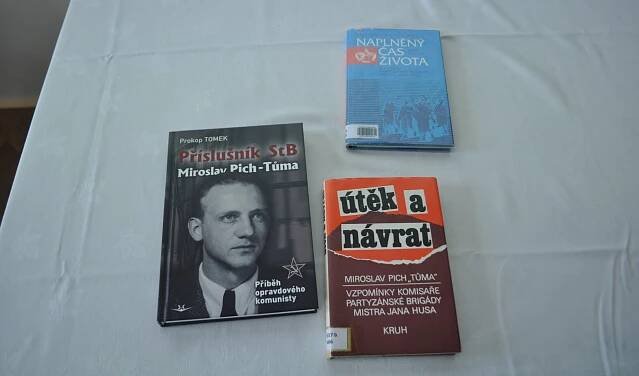 NAPLNĚNÝ
ČAS
ŽIVOTA
Prokop TOMEK
Příslušník StB
Miroslav Pich-Tůma
Příběh
opravdového
komunisty
útěk a
návrat
MIROSLAV PICH „TŮMA"
VZPOMÍNKY KOMISAŘE
PARTYZÁNSKÉ BRIGÁDY
MISTRA JANA HUSA
KRUH